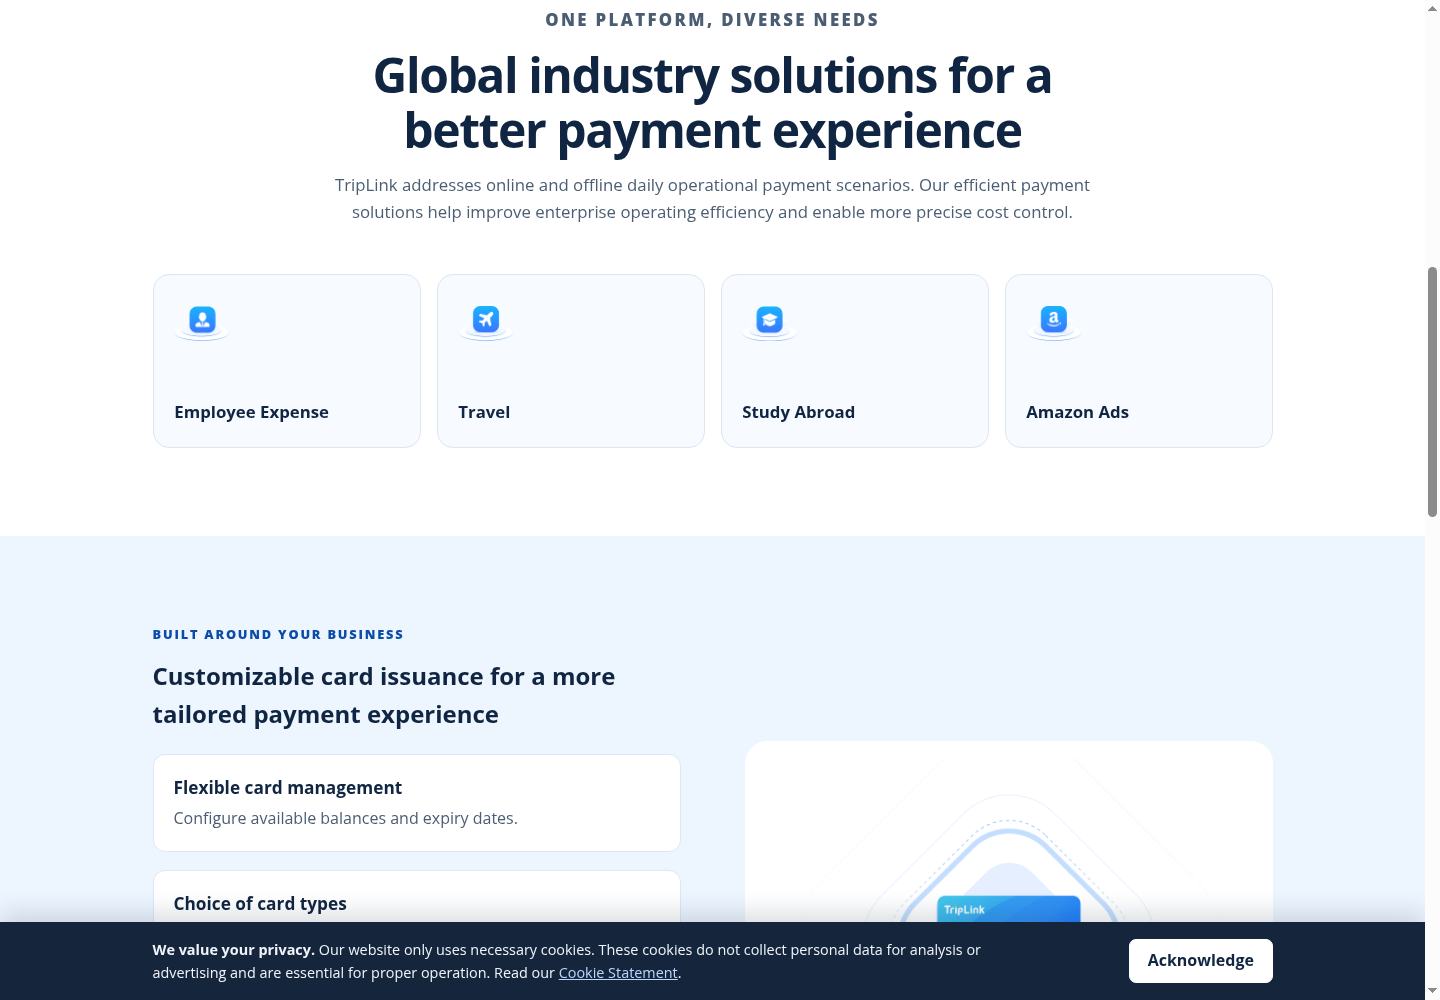 ONE PLATFORM, DIVERSE NEEDS
Global industry solutions for a
better payment experience
TripLink addresses online and offline daily operational payment scenarios. Our efficient payment
solutions help improve enterprise operating efficiency and enable more precise cost control.
Employee Expense
Travel
Study Abroad
Amazon Ads
BUILT AROUND YOUR BUSINESS
Customizable card issuance for a more
tailored payment experience
Flexible card management
Configure available balances and expiry dates.
Choice of card types
TripLink
We value your privacy. Our website only uses necessary cookies. These cookies do not collect personal data for analysis or
advertising and are essential for proper operation. Read our Cookie Statement.
Acknowledge